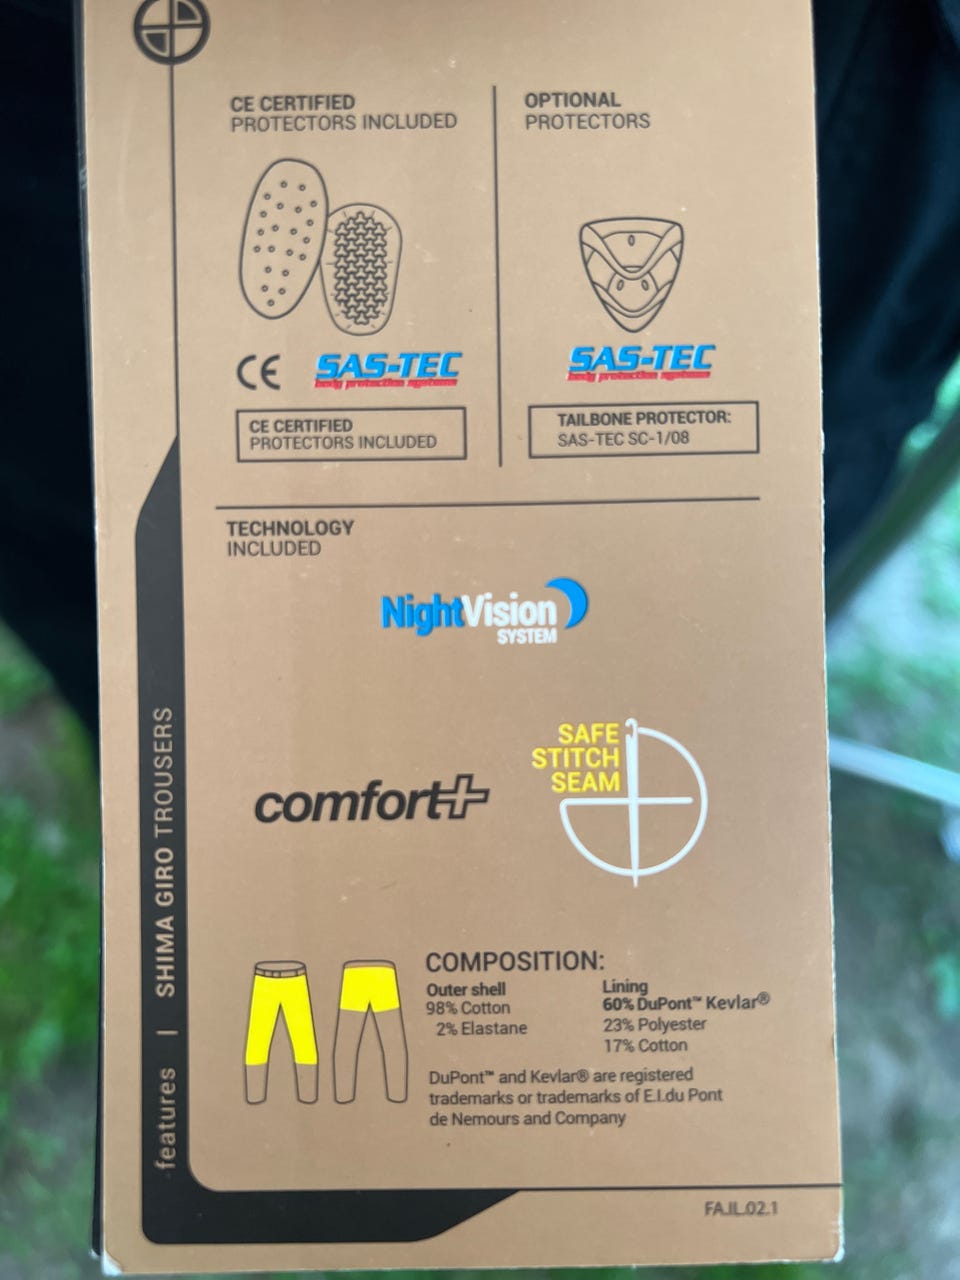 CE CERTIFIED
PROTECTORS INCLUDED
OPTIONAL
PROTECTORS
CE
SAS-TEC
body protection systems
SAS-TEC
body protection systems
CE CERTIFIED
PROTECTORS INCLUDED
TAILBONE PROTECTOR:
SAS-TEC SC-1/08
TECHNOLOGY
INCLUDED
NightVision
SYSTEM
comfort+
SAFE
STITCH
SEAM
COMPOSITION:
Outer shell
98% Cotton
2% Elastane
Lining
60% DuPont™ Kevlar®
23% Polyester
17% Cotton
DuPont™ and Kevlar® are registered
trademarks or trademarks of E.I.du Pont
de Nemours and Company
features | SHIMA GIRO TROUSERS
FA.IL.02.1